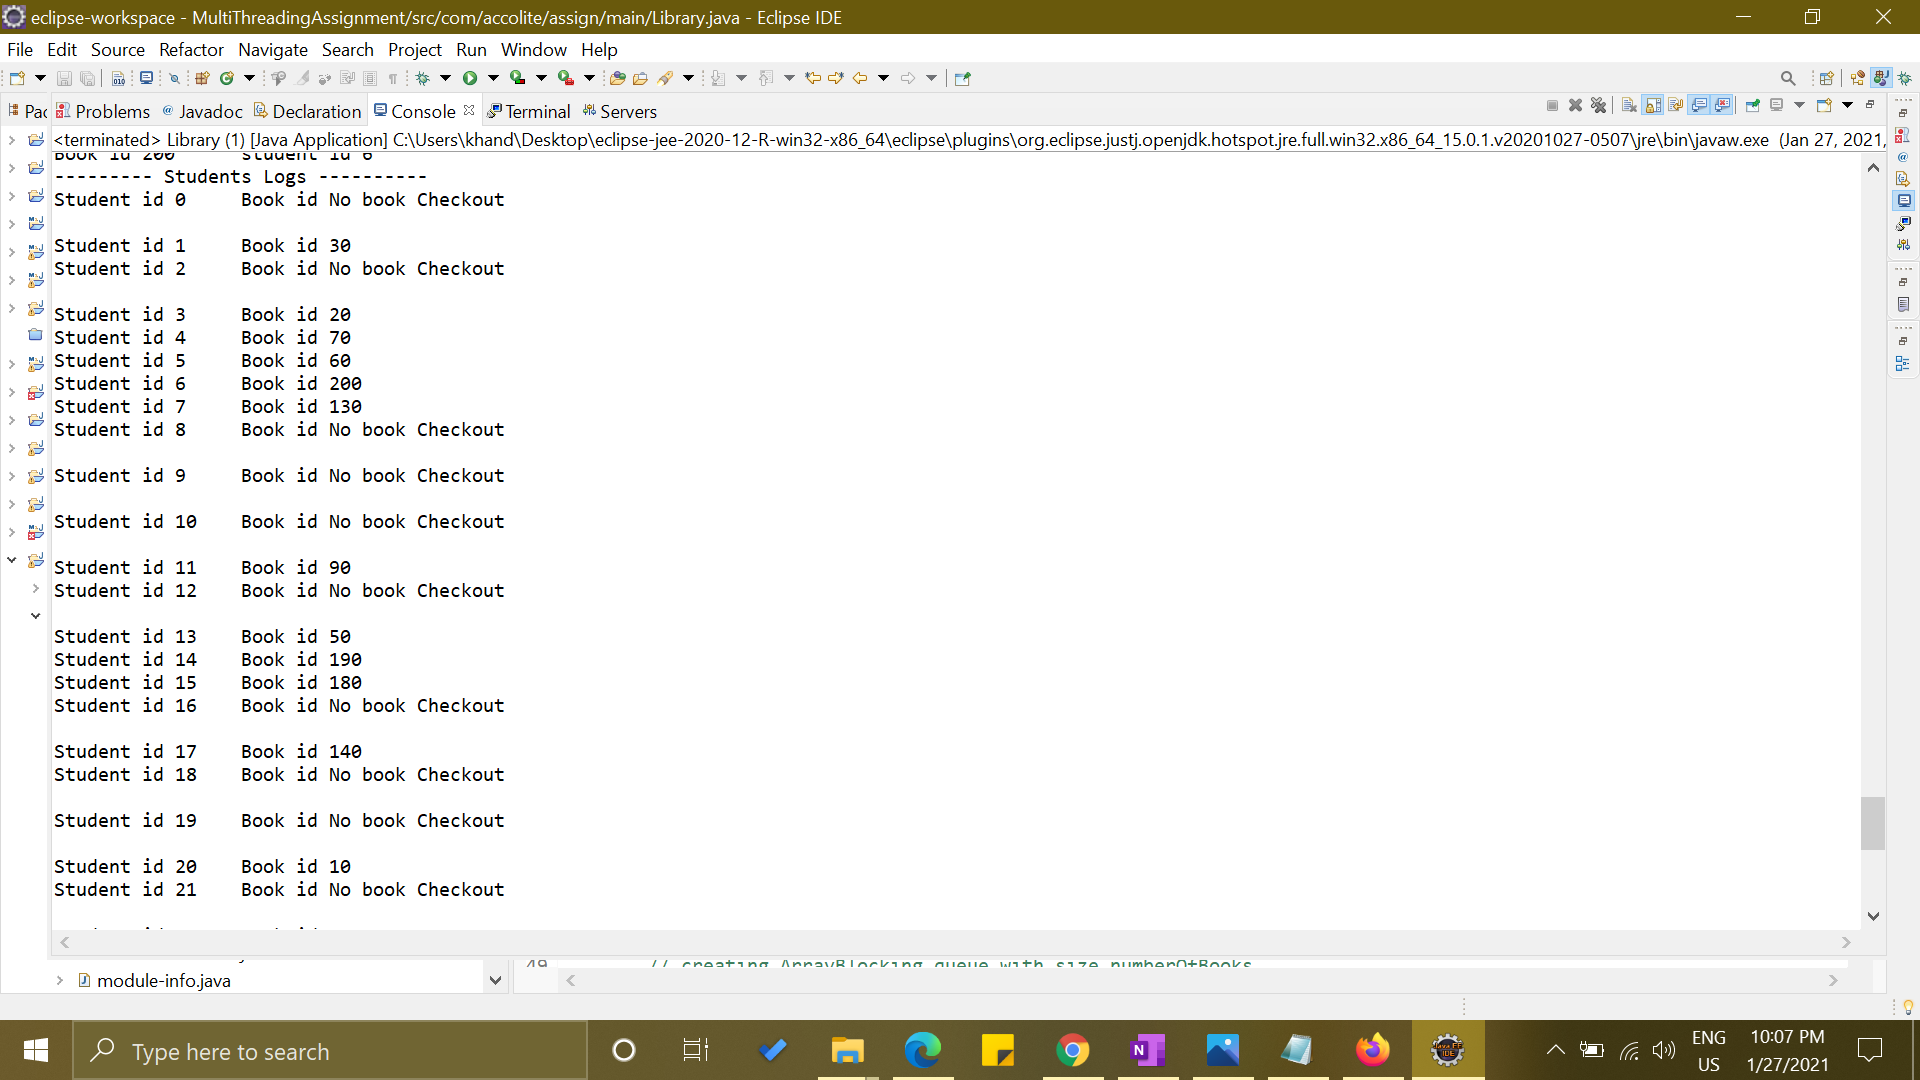 eclipse-workspace - MultiThreadingAssignment/src/com/accolite/assign/main/Library.java - Eclipse IDE
File Edit Source Refactor Navigate Search Project Run Window Help
Pac Problems @ Javadoc Declaration Console Terminal Servers
<terminated> Library (1) [Java Application] C:\Users\khand\Desktop\eclipse-jee-2020-12-R-win32-x86_64\eclipse\plugins\org.eclipse.justj.openjdk.hotspot.jre.full.win32.x86_64_15.0.1.v20201027-0507\jre\bin\javaw.exe (Jan 27, 2021,
Book id 200 student id 6
--------- Students Logs ----------
Student id 0 Book id No book Checkout
Student id 1 Book id 30
Student id 2 Book id No book Checkout
Student id 3 Book id 20
Student id 4 Book id 70
Student id 5 Book id 60
Student id 6 Book id 200
Student id 7 Book id 130
Student id 8 Book id No book Checkout
Student id 9 Book id No book Checkout
Student id 10 Book id No book Checkout
Student id 11 Book id 90
Student id 12 Book id No book Checkout
Student id 13 Book id 50
Student id 14 Book id 190
Student id 15 Book id 180
Student id 16 Book id No book Checkout
Student id 17 Book id 140
Student id 18 Book id No book Checkout
Student id 19 Book id No book Checkout
Student id 20 Book id 10
Student id 21 Book id No book Checkout
49 // creating ArrayBlocking queue with size numberOfBooks
module-info.java
Type here to search
ENG
US
10:07 PM
1/27/2021